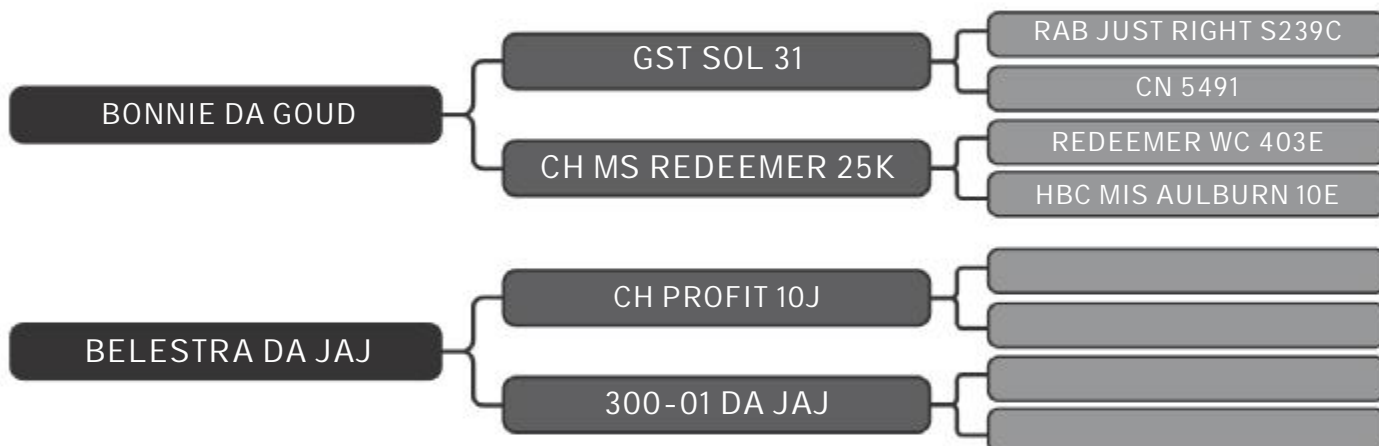 BONNIE DA GOUD
GST SOL 31
RAB JUST RIGHT S239C
CN 5491
CH MS REDEEMER 25K
REDEEMER WC 403E
HBC MIS AULBURN 10E
BELESTRA DA JAJ
CH PROFIT 10J
300-01 DA JAJ